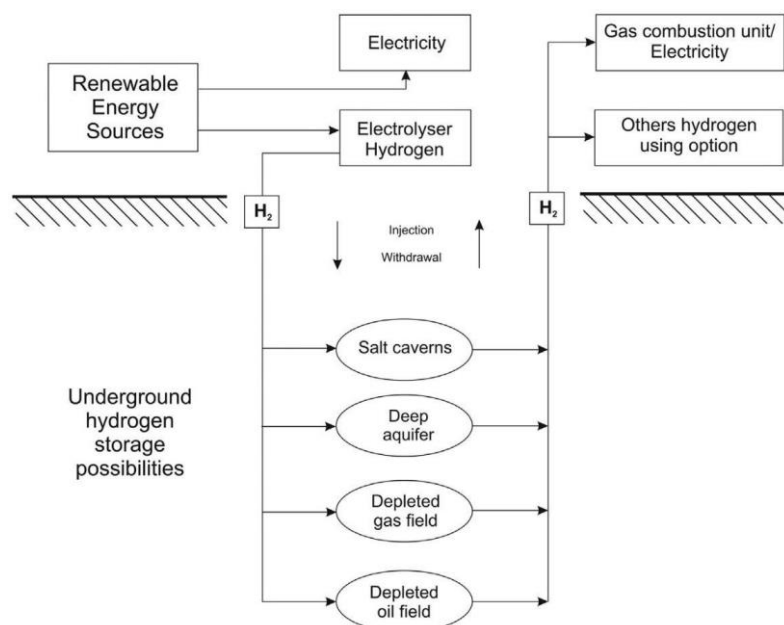 Renewable
Energy
Sources
Electricity
Electrolyser
Hydrogen
Gas combustion unit/
Electricity
Others hydrogen
using option
H₂
H₂
Injection
Withdrawal
Underground
hydrogen
storage
possibilities
Salt caverns
Deep
aquifer
Depleted
gas field
Depleted
oil field